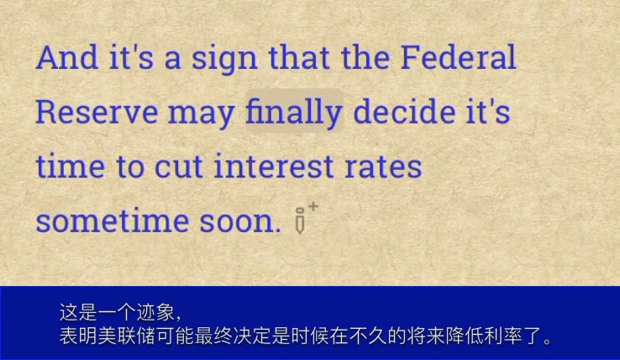 And it's a sign that the Federal
Reserve may finally decide it's
time to cut interest rates
sometime soon.
这是一个迹象,
表明美联储可能最终决定是时候在不久的将来降低利率了。